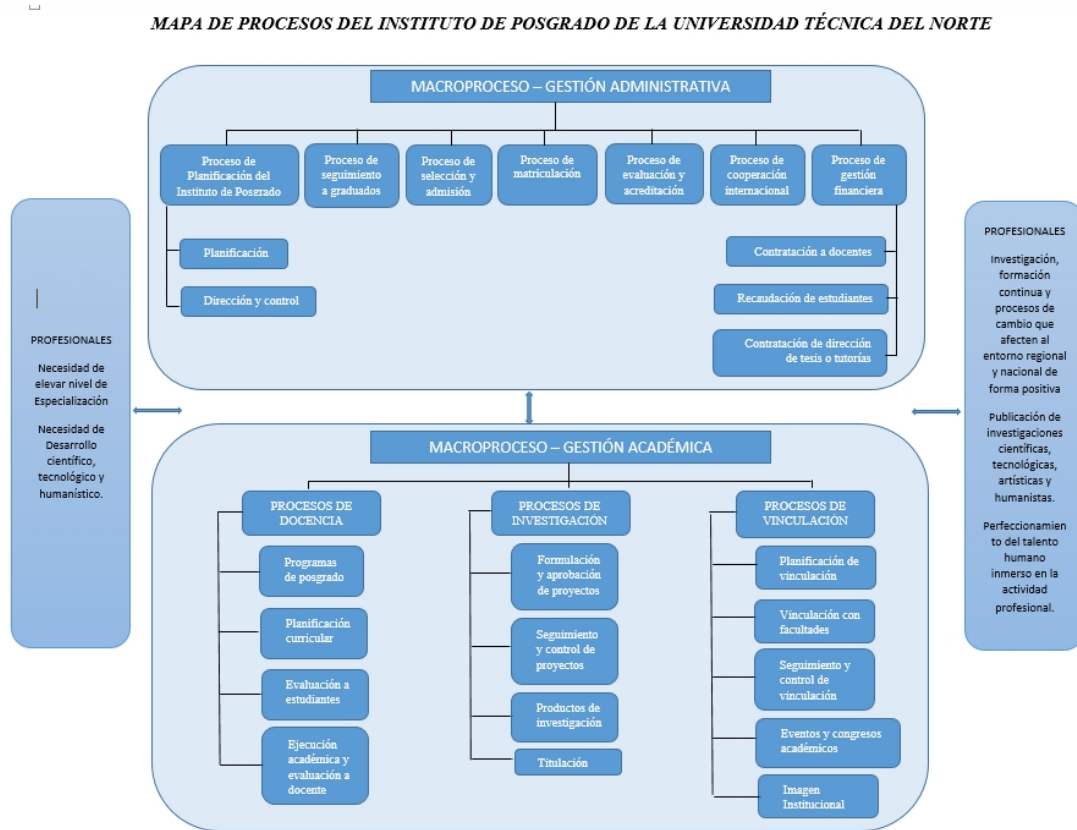 MAPA DE PROCESOS DEL INSTITUTO DE POSGRADO DE LA UNIVERSIDAD TÉCNICA DEL NORTE
MACROPROCESO – GESTIÓN ADMINISTRATIVA
Proceso de
Planificación del
Instituto de Posgrado
Proceso de
seguimiento
a graduados
Proceso de
selección y
admisión
Proceso de
matriculación
Proceso de
evaluación y
acreditación
Proceso de
cooperación
internacional
Proceso de
gestión
financiera
Planificación
Dirección y control
Contratación a docentes
Recaudación de estudiantes
Contratación de dirección
de tesis o tutorías
PROFESIONALES
Necesidad de
elevar nivel de
Especialización
Necesidad de
Desarrollo
científico,
tecnológico y
humanístico.
PROFESIONALES
Investigación,
formación
continua y
procesos de
cambio que
afecten al
entorno regional
y nacional de
forma positiva
Publicación de
investigaciones
científicas,
tecnológicas,
artísticas y
humanistas.
Perfeccionamien
to del talento
humano
inmerso en la
actividad
profesional.
MACROPROCESO – GESTIÓN ACADÉMICA
PROCESOS DE
DOCENCIA
Programas
de posgrado
Planificación
curricular
Evaluación a
estudiantes
Ejecución
académica y
evaluación a
docente
PROCESOS DE
INVESTIGACIÓN
Formulación
y aprobación
de proyectos
Seguimiento
y control de
proyectos
Productos de
investigación
Titulación
PROCESOS DE
VINCULACIÓN
Planificación de
vinculación
Vinculación con
facultades
Seguimiento y
control de
vinculación
Eventos y congresos
académicos
Imagen
Institucional